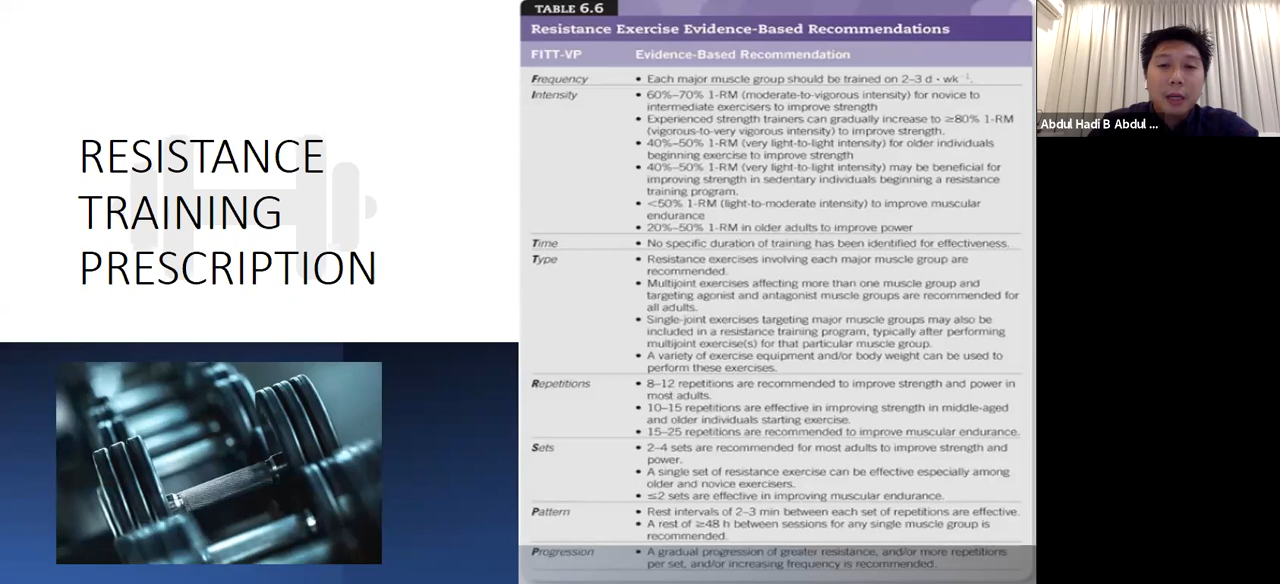 RESISTANCE
TRAINING
PRESCRIPTION
TABLE 6.6
Resistance Exercise Evidence-Based Recommendations
FITT-VP Evidence-Based Recommendation
Frequency • Each major muscle group should be trained on 2–3 d · wk⁻¹.
Intensity • 60%–70% 1-RM (moderate-to-vigorous intensity) for novice to
intermediate exercisers to improve strength
• Experienced strength trainers can gradually increase to ≥80% 1-RM
(vigorous-to-very vigorous intensity) to improve strength.
• 40%–50% 1-RM (very light-to-light intensity) for older individuals
beginning exercise to improve strength
• 40%–50% 1-RM (very light-to-light intensity) may be beneficial for
improving strength in sedentary individuals beginning a resistance
training program.
• <50% 1-RM (light-to-moderate intensity) to improve muscular
endurance
• 20%–50% 1-RM in older adults to improve power
Time • No specific duration of training has been identified for effectiveness.
Type • Resistance exercises involving each major muscle group are
recommended.
• Multijoint exercises affecting more than one muscle group and
targeting agonist and antagonist muscle groups are recommended for
all adults.
• Single-joint exercises targeting major muscle groups may also be
included in a resistance training program, typically after performing
multijoint exercise(s) for that particular muscle group.
• A variety of exercise equipment and/or body weight can be used to
perform these exercises.
Repetitions • 8–12 repetitions are recommended to improve strength and power in
most adults.
• 10–15 repetitions are effective in improving strength in middle-aged
and older individuals starting exercise.
• 15–25 repetitions are recommended to improve muscular endurance.
Sets • 2–4 sets are recommended for most adults to improve strength and
power.
• A single set of resistance exercise can be effective especially among
older and novice exercisers.
• ≤2 sets are effective in improving muscular endurance.
Pattern • Rest intervals of 2–3 min between each set of repetitions are effective.
• A rest of ≥48 h between sessions for any single muscle group is
recommended.
Progression • A gradual progression of greater resistance, and/or more repetitions
per set, and/or increasing frequency is recommended.
Abdul Hadi B Abdul ...